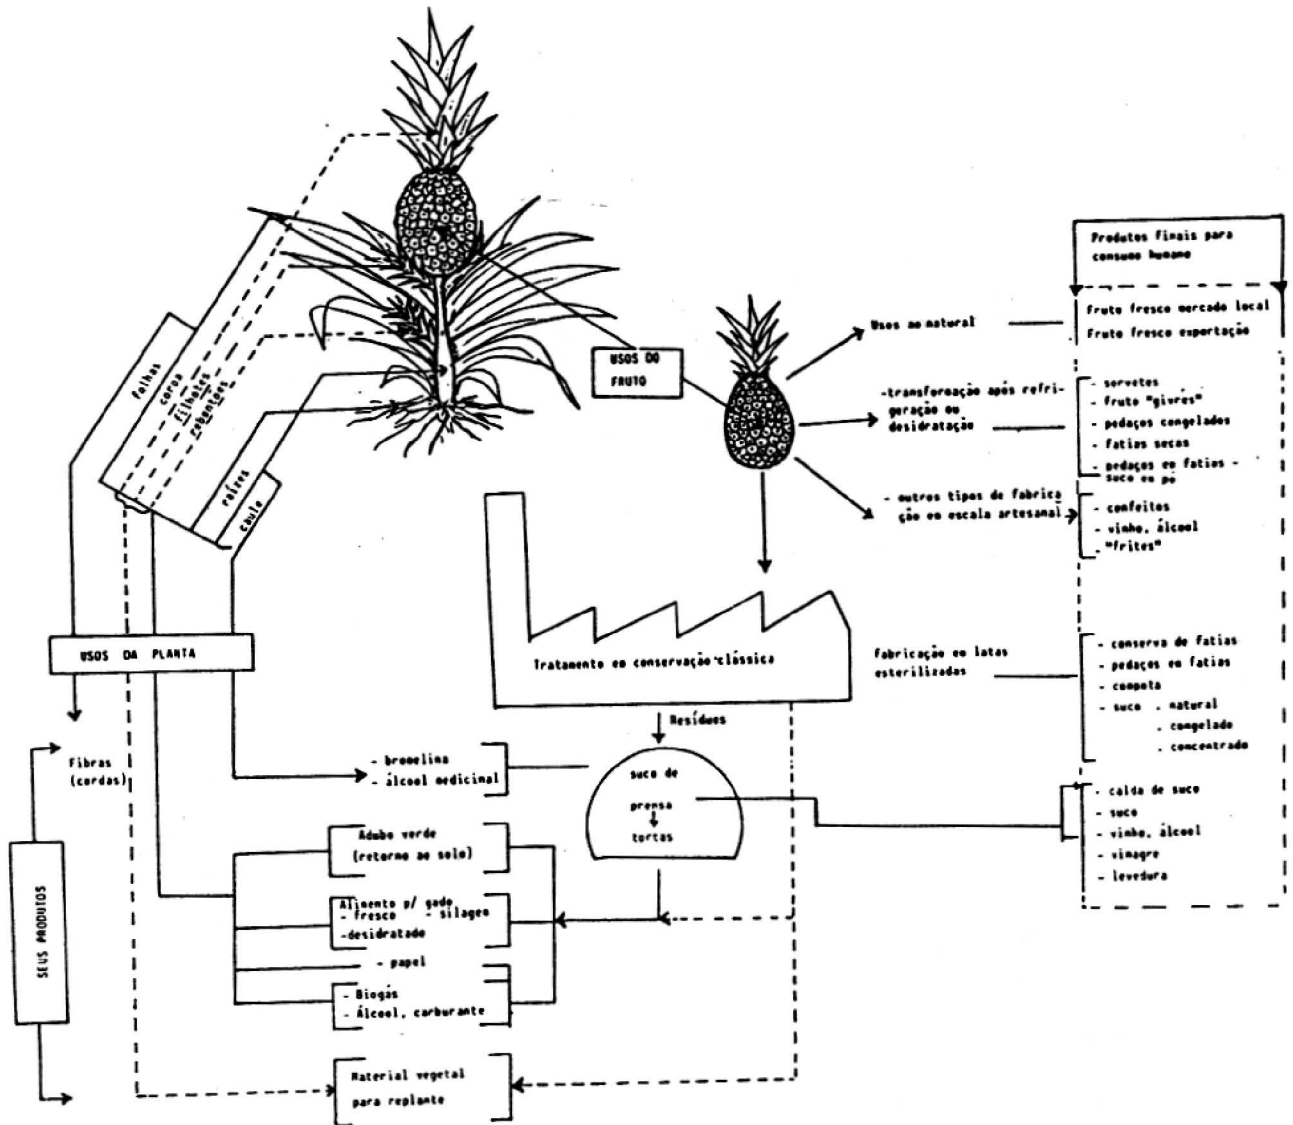 Produtos finais para
consumo humano
Fruto fresco mercado local
Fruto fresco exportação
Usos ao natural
USOS DO
FRUTO
-transformação após refri-
geração ou
desidratação
- sorvetes
- fruto "givres"
- pedaços congelados
- fatias secas
- pedaços em fatias -
suco em pó
- outros tipos de fabrica
ção em escala artesanal
- confeitos
- vinho, álcool
- "frites"
folhas
coroa
filhotes
rebentos
raízes
caule
USOS DA PLANTA
Tratamento em conservação clássica
Fabricação em latas
esterilizadas
- conserva de fatias
- pedaços em fatias
- compota
- suco . natural
. congelado
. concentrado
Resíduos
Fibras
(cordas)
- bromelina
- álcool medicinal
suco de
prensa
tortas
- calda de suco
- suco
- vinho, álcool
- vinagre
- levedura
Adubo verde
(retorno ao solo)
Alimento p/ gado
- fresco - silagem
-desidratado
- papel
- Biogás
- Álcool, carburante
SEUS PRODUTOS
Material vegetal
para replante